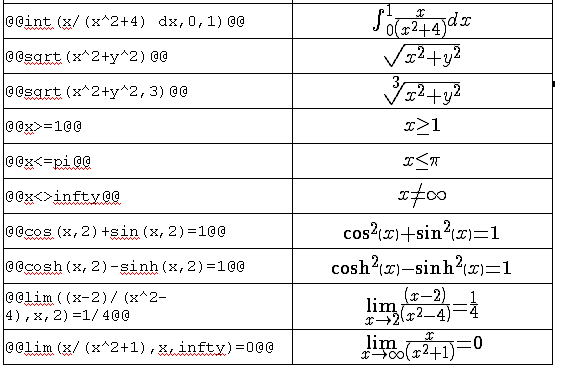 @@int(x/(x^2+4) dx,0,1)@@ ∫₀¹ x/(x²+4) dx
@@sqrt(x^2+y^2)@@ √(x²+y²)
@@sqrt(x^2+y^2,3)@@ ∛(x²+y²)
@@x>=1@@ x≥1
@@x<=pi@@ x≤π
@@x<>infty@@ x≠∞
@@cos(x,2)+sin(x,2)=1@@ cos²(x)+sin²(x)=1
@@cosh(x,2)-sinh(x,2)=1@@ cosh²(x)−sinh²(x)=1
@@lim((x-2)/(x^2-
4),x,2)=1/4@@ lim x→2 (x−2)/(x²−4)=1/4
@@lim(x/(x^2+1),x,infty)=0@@ lim x→∞ x/(x²+1)=0